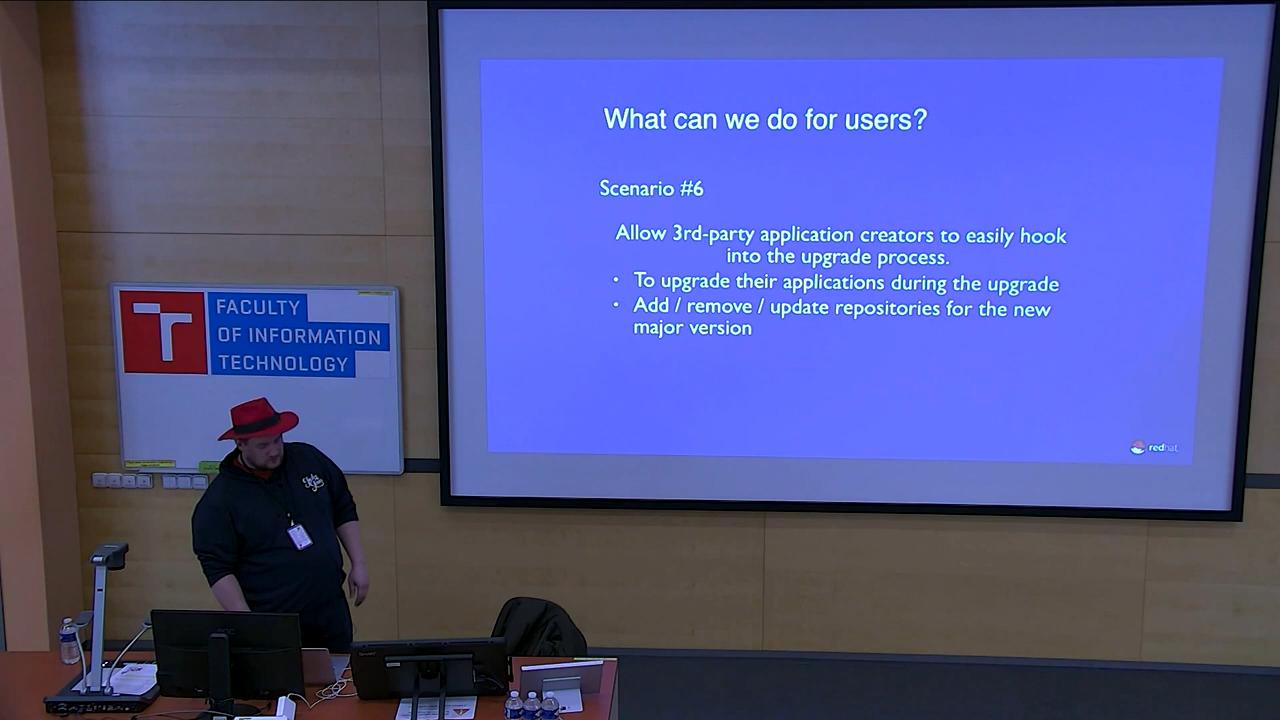 What can we do for users?
Scenario #6
Allow 3rd-party application creators to easily hook
into the upgrade process.
• To upgrade their applications during the upgrade
• Add / remove / update repositories for the new
major version
redhat.
FACULTY
OF INFORMATION
TECHNOLOGY